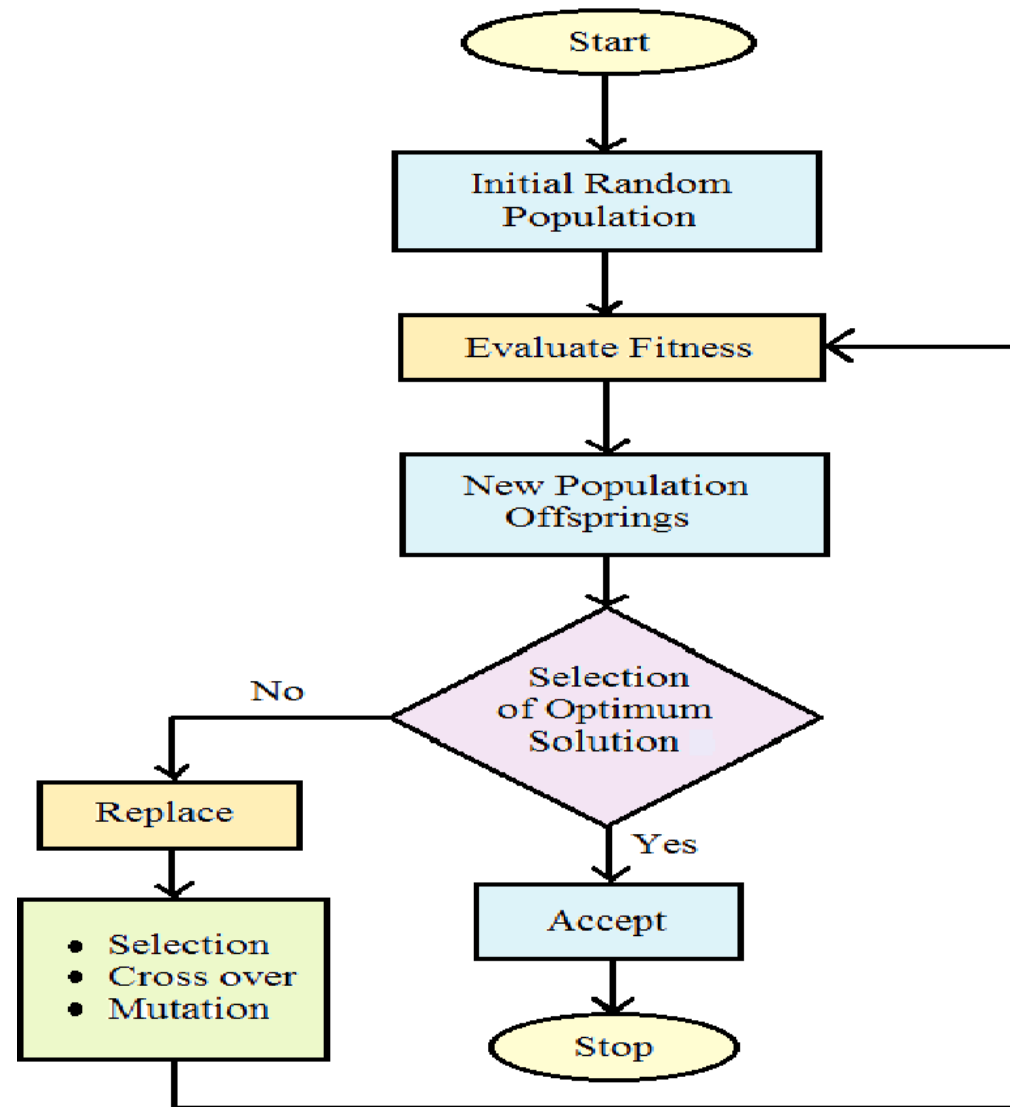 Start
Initial Random
Population
Evaluate Fitness
New Population
Offsprings
Selection
of Optimum
Solution
No
Replace
Yes
Accept
• Selection
• Cross over
• Mutation
Stop